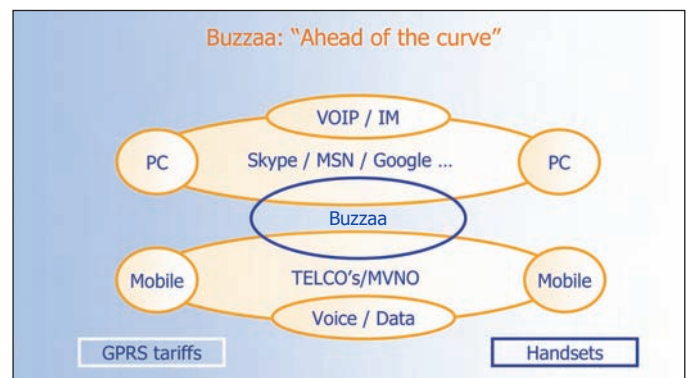 Buzzaa: “Ahead of the curve”
VOIP / IM
PC
Skype / MSN / Google ...
PC
Buzzaa
Mobile
TELCO’s/MVNO
Mobile
Voice / Data
GPRS tariffs
Handsets